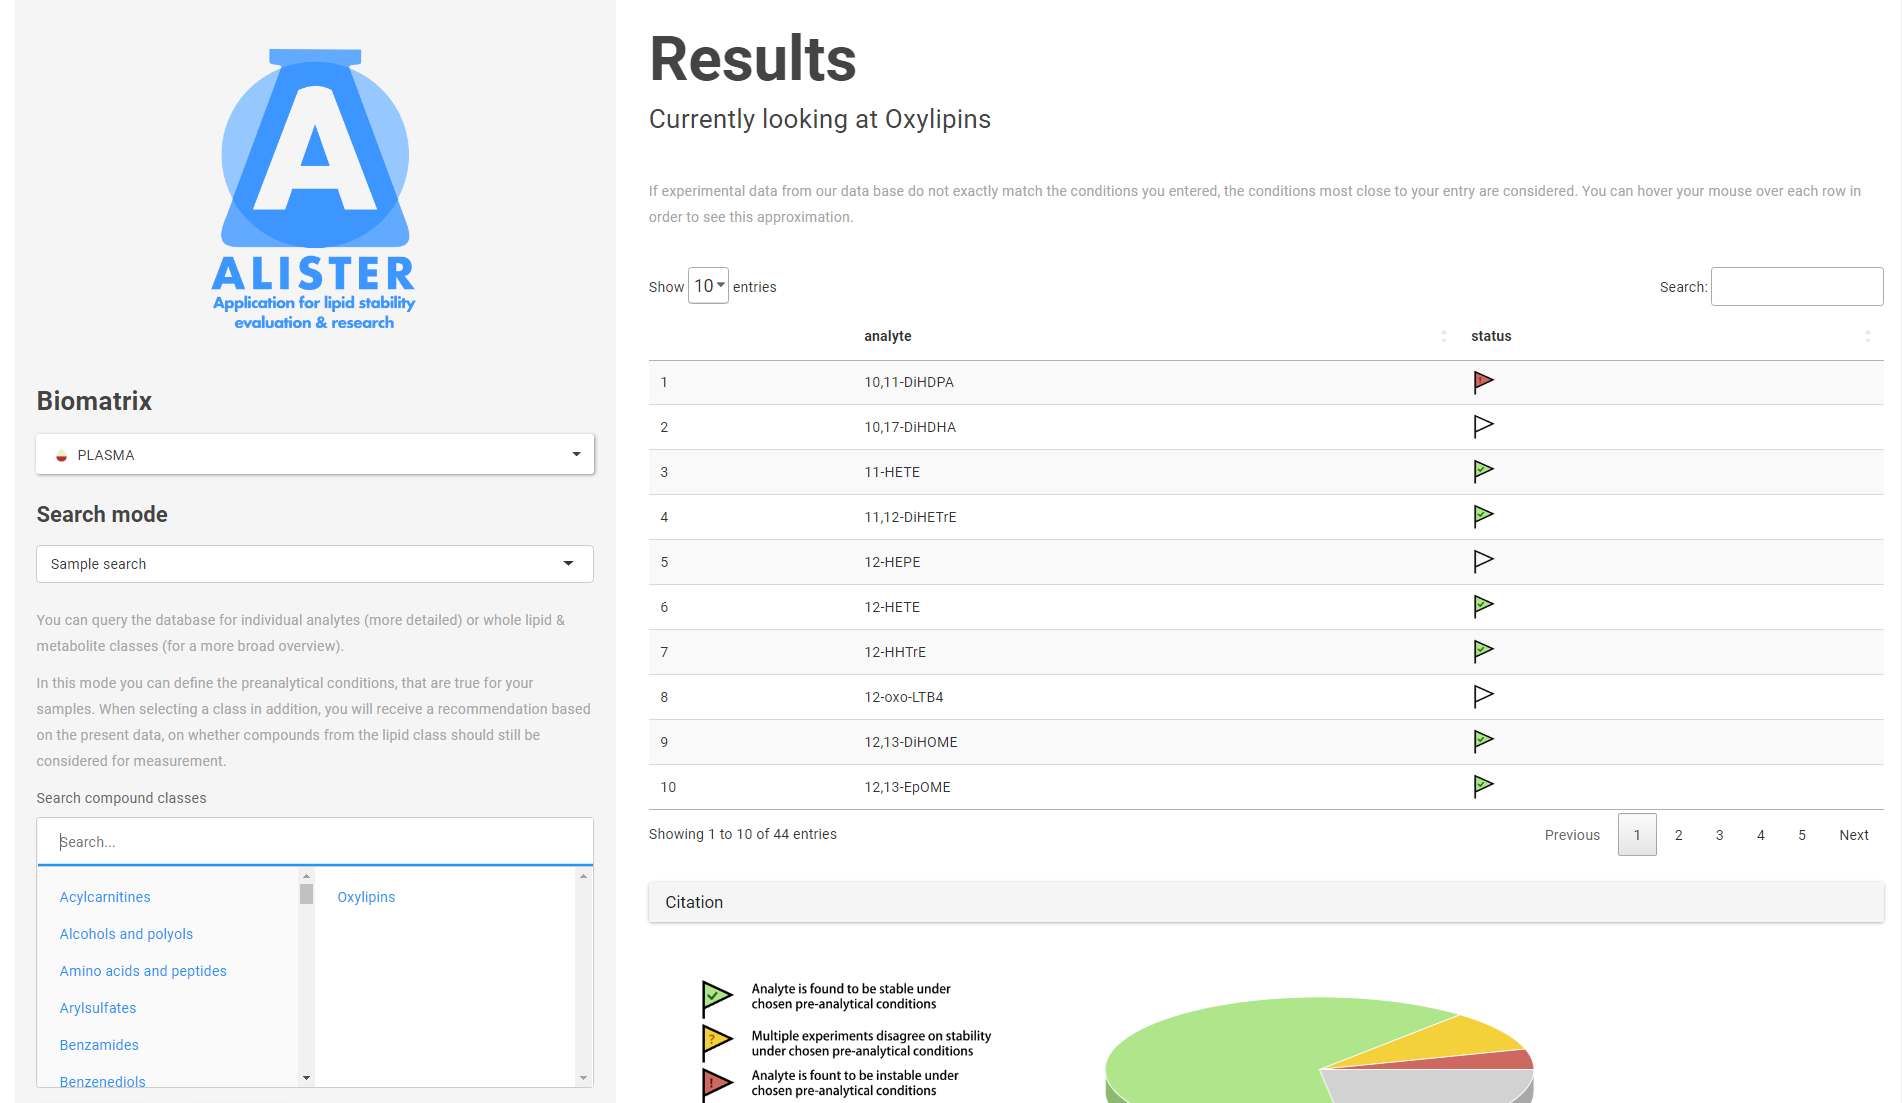 ALISTER
Application for lipid stability
evaluation & research
Biomatrix
PLASMA
Search mode
Sample search
You can query the database for individual analytes (more detailed) or whole lipid &
metabolite classes (for a more broad overview).
In this mode you can define the preanalytical conditions, that are true for your
samples. When selecting a class in addition, you will receive a recommendation based
on the present data, on whether compounds from the lipid class should still be
considered for measurement.
Search compound classes
Search...
Acylcarnitines
Alcohols and polyols
Amino acids and peptides
Arylsulfates
Benzamides
Benzenediols
Oxylipins
Results
Currently looking at Oxylipins
If experimental data from our data base do not exactly match the conditions you entered, the conditions most close to your entry are considered. You can hover your mouse over each row in
order to see this approximation.
Show 10 entries
Search:
analyte status
1 10,11-DiHDPA
2 10,17-DiHDHA
3 11-HETE
4 11,12-DiHETrE
5 12-HEPE
6 12-HETE
7 12-HHTrE
8 12-oxo-LTB4
9 12,13-DiHOME
10 12,13-EpOME
Showing 1 to 10 of 44 entries
Previous 1 2 3 4 5 Next
Citation
Analyte is found to be stable under
chosen pre-analytical conditions
? Multiple experiments disagree on stability
under chosen pre-analytical conditions
! Analyte is fount to be instable under
chosen pre-analytical conditions